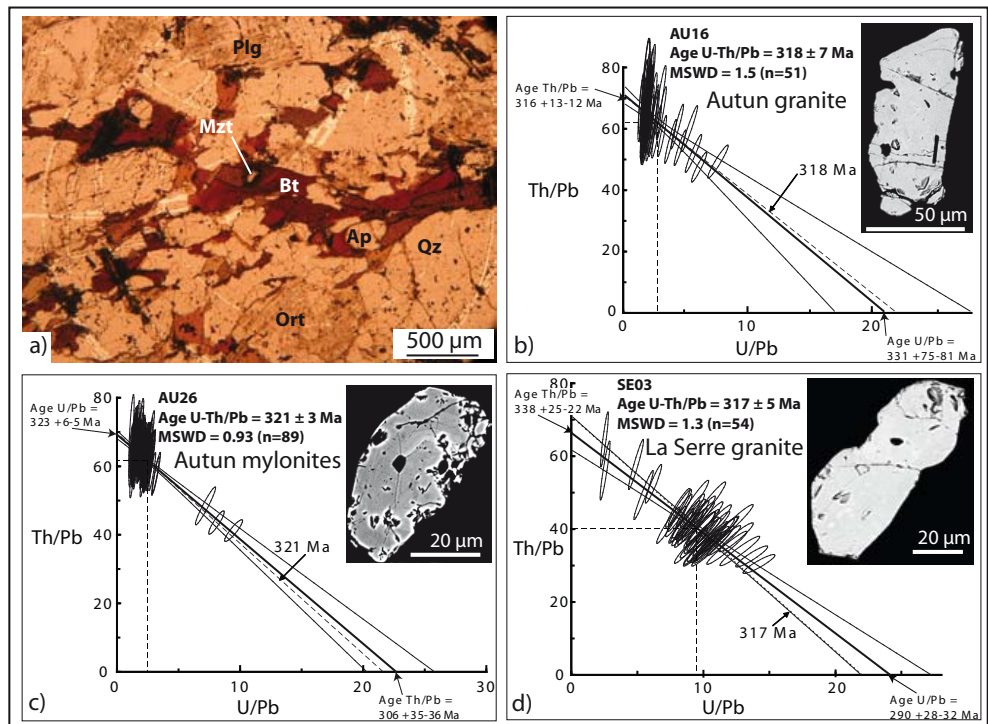 Plg
Mzt
Bt
Ap
Qz
Ort
a)
500 µm
AU16
Age U-Th/Pb = 318 ± 7 Ma
MSWD = 1.5 (n=51)
Autun granite
Age Th/Pb =
316 +13-12 Ma
80
60
40
20
0
Th/Pb
318 Ma
50 µm
0
10
20
U/Pb
Age U/Pb =
331 +75-81 Ma
b)
AU26
Age U-Th/Pb = 321 ± 3 Ma
MSWD = 0.93 (n=89)
Autun mylonites
Age U/Pb =
323 +6-5 Ma
80
60
40
20
0
Th/Pb
321 Ma
20 µm
0
10
20
30
U/Pb
Age Th/Pb =
306 +35-36 Ma
c)
SE03
Age U-Th/Pb = 317 ± 5 Ma
MSWD = 1.3 (n=54)
La Serre granite
Age Th/Pb =
338 +25-22 Ma
80
60
40
20
0
Th/Pb
317 Ma
20 µm
0
10
20
U/Pb
Age U/Pb =
290 +28-32 Ma
d)